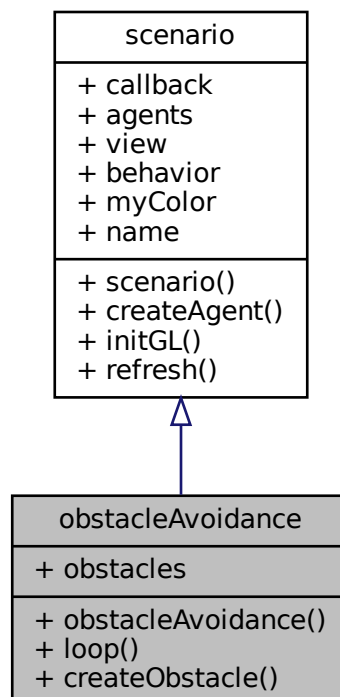 scenario
+ callback
+ agents
+ view
+ behavior
+ myColor
+ name
+ scenario()
+ createAgent()
+ initGL()
+ refresh()
obstacleAvoidance
+ obstacles
+ obstacleAvoidance()
+ loop()
+ createObstacle()